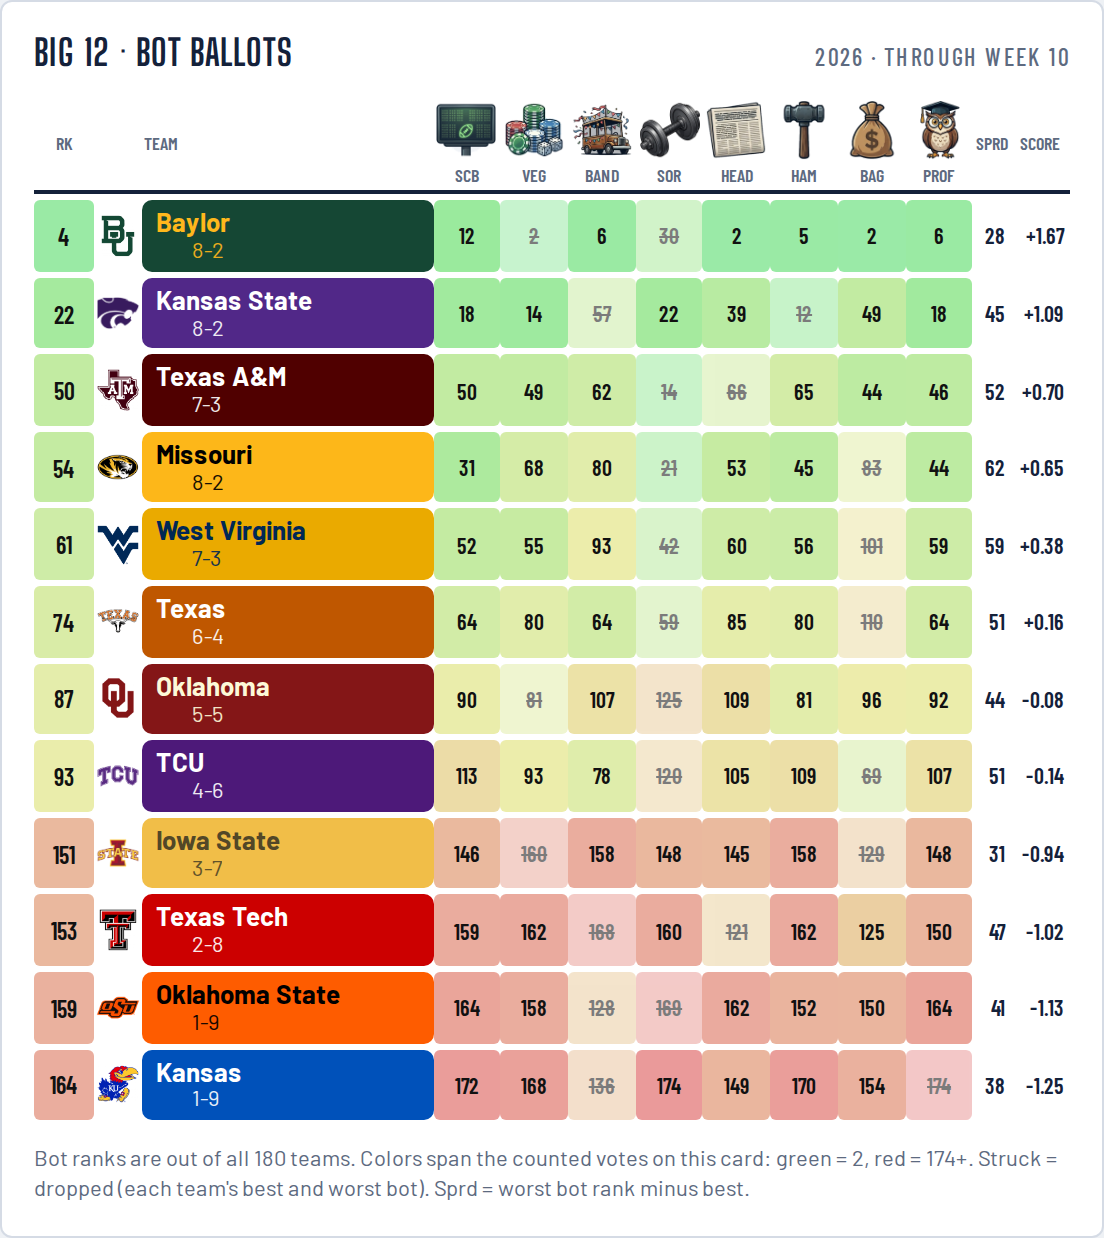 BIG 12 · BOT BALLOTS
2026 · THROUGH WEEK 10
RK TEAM SCB VEG BAND SOR HEAD HAM BAG PROF SPRD SCORE
4 Baylor 8-2 12 2 6 30 2 5 2 6 28 +1.67
22 Kansas State 8-2 18 14 57 22 39 12 49 18 45 +1.09
50 Texas A&M 7-3 50 49 62 14 66 65 44 46 52 +0.70
54 Missouri 8-2 31 68 80 21 53 45 83 44 62 +0.65
61 West Virginia 7-3 52 55 93 42 60 56 101 59 59 +0.38
74 TEXAS Texas 6-4 64 80 64 59 85 80 110 64 51 +0.16
87 OU Oklahoma 5-5 90 81 107 125 109 81 96 92 44 -0.08
93 TCU TCU 4-6 113 93 78 120 105 109 69 107 51 -0.14
151 STATE Iowa State 3-7 146 160 158 148 145 158 129 148 31 -0.94
153 Texas Tech 2-8 159 162 168 160 121 162 125 150 47 -1.02
159 OSU Oklahoma State 1-9 164 158 128 169 162 152 150 164 41 -1.13
164 KU Kansas 1-9 172 168 136 174 149 170 154 174 38 -1.25
Bot ranks are out of all 180 teams. Colors span the counted votes on this card: green = 2, red = 174+. Struck =
dropped (each team's best and worst bot). Sprd = worst bot rank minus best.